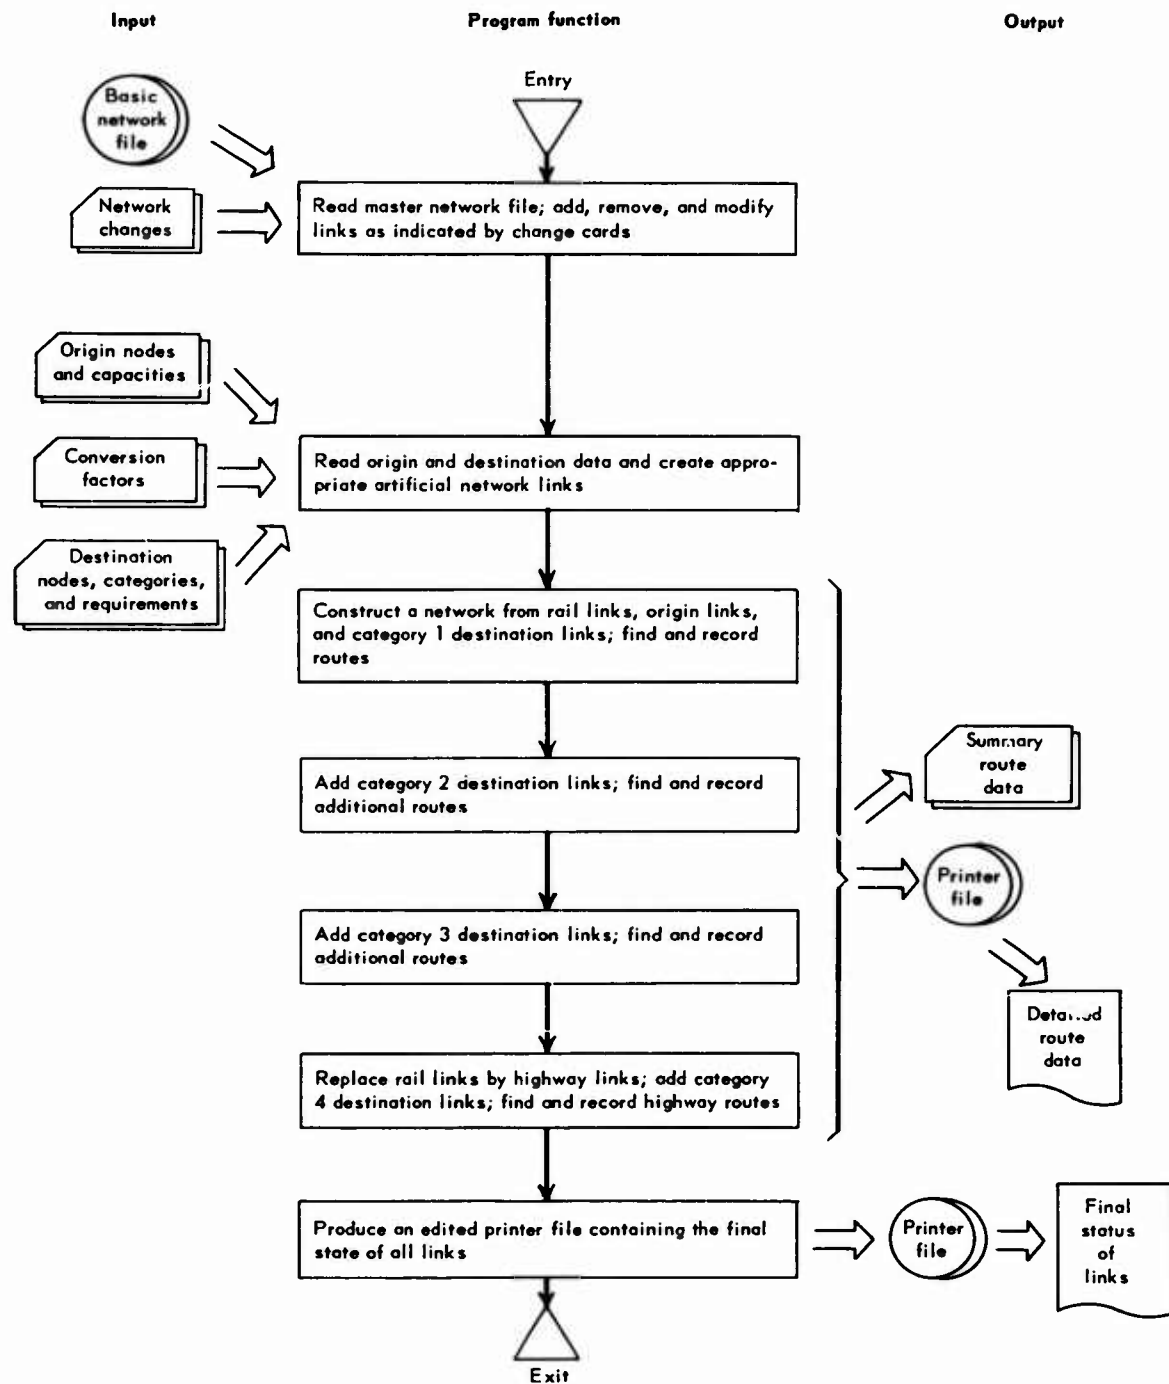 Input
Program function
Output
Entry
Basic
network
file
Network
changes
Read master network file; add, remove, and modify
links as indicated by change cards
Origin nodes
and capacities
Conversion
factors
Destination
nodes, categories,
and requirements
Read origin and destination data and create appro-
priate artificial network links
Construct a network from rail links, origin links,
and category 1 destination links; find and record
routes
Add category 2 destination links; find and record
additional routes
Add category 3 destination links; find and record
additional routes
Replace rail links by highway links; add category
4 destination links; find and record highway routes
Summary
route
data
Printer
file
Detailed
route
data
Produce an edited printer file containing the final
state of all links
Printer
file
Final
status
of
links
Exit